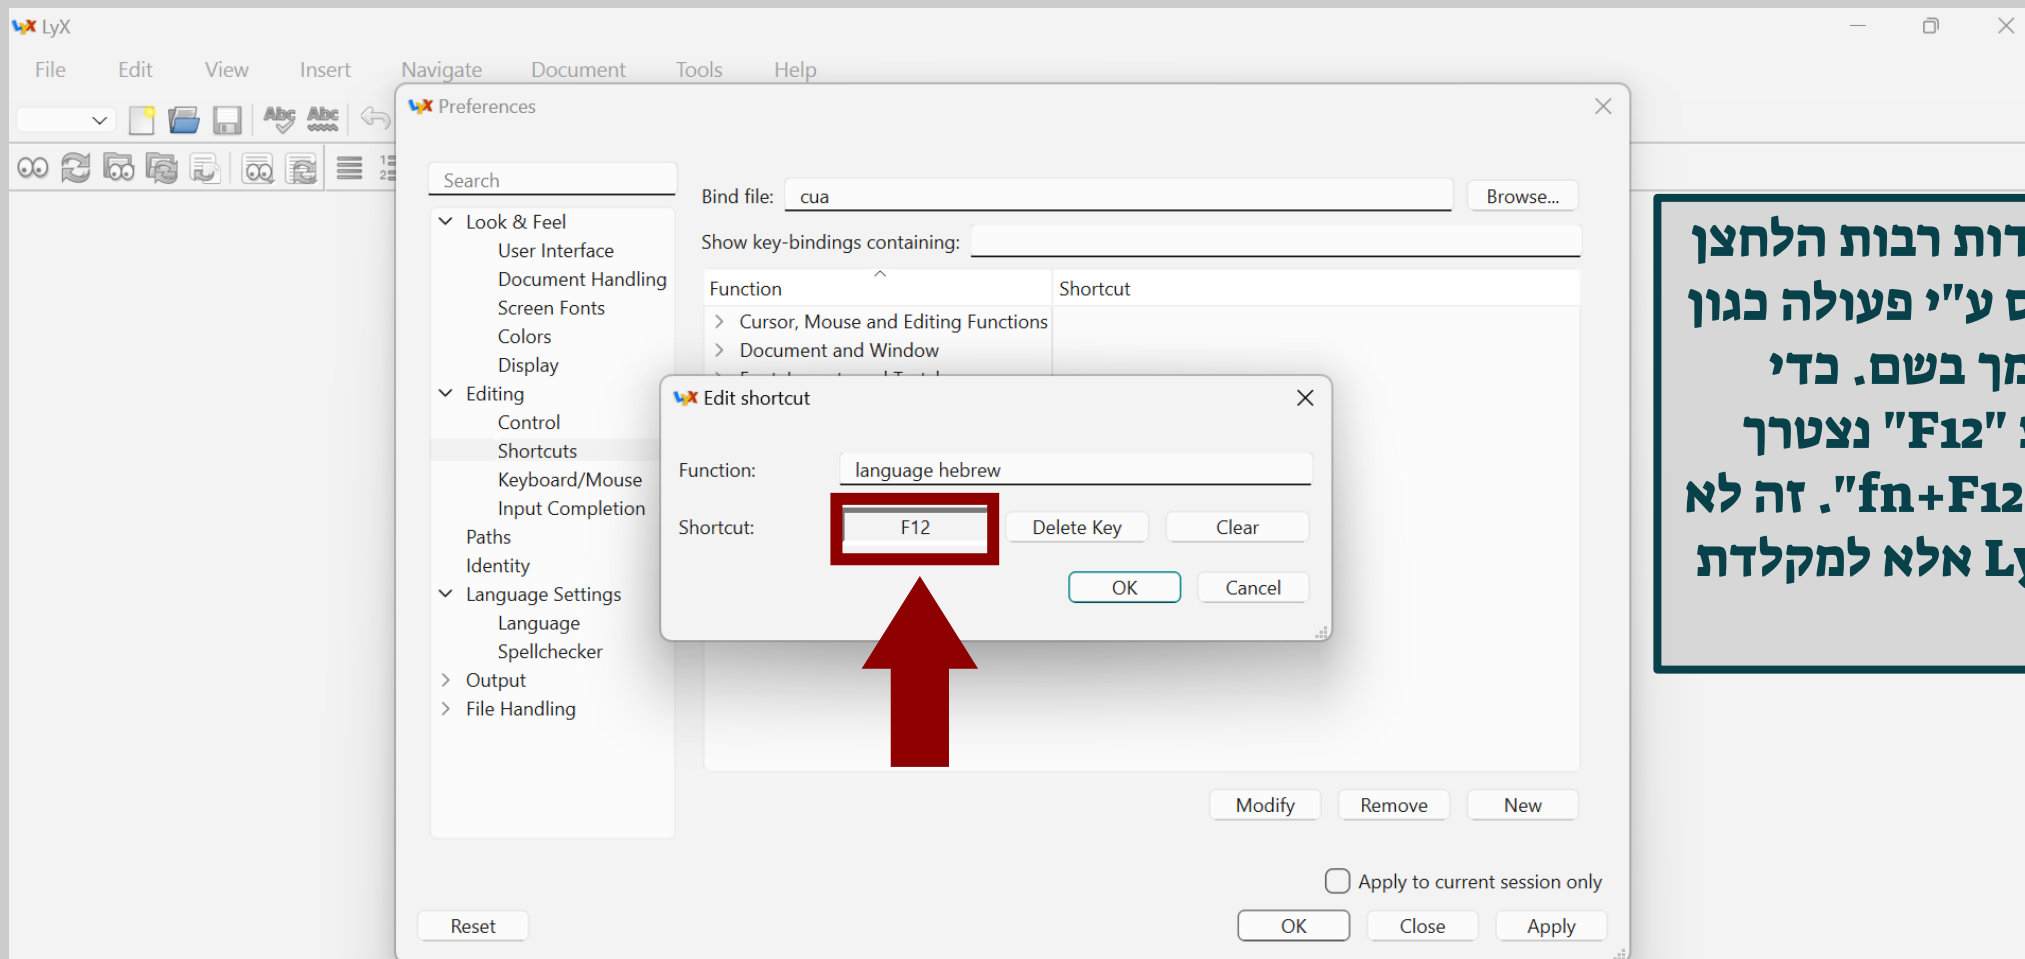 LyX
File Edit View Insert Navigate Document Tools Help
Preferences
Search
Look & Feel
User Interface
Document Handling
Screen Fonts
Colors
Display
Editing
Control
Shortcuts
Keyboard/Mouse
Input Completion
Paths
Identity
Language Settings
Language
Spellchecker
Output
File Handling
Bind file: cua Browse...
Show key-bindings containing:
Function Shortcut
Cursor, Mouse and Editing Functions
Document and Window
Edit shortcut
Function: language hebrew
Shortcut: F12 Delete Key Clear
OK Cancel
Modify Remove New
Apply to current session only
Reset OK Close Apply
רבות הלחצן
ע"י פעולה כגון
בשם. כדי
"F12" נצטרך
"fn+F12". זה לא
אלא למקלדת